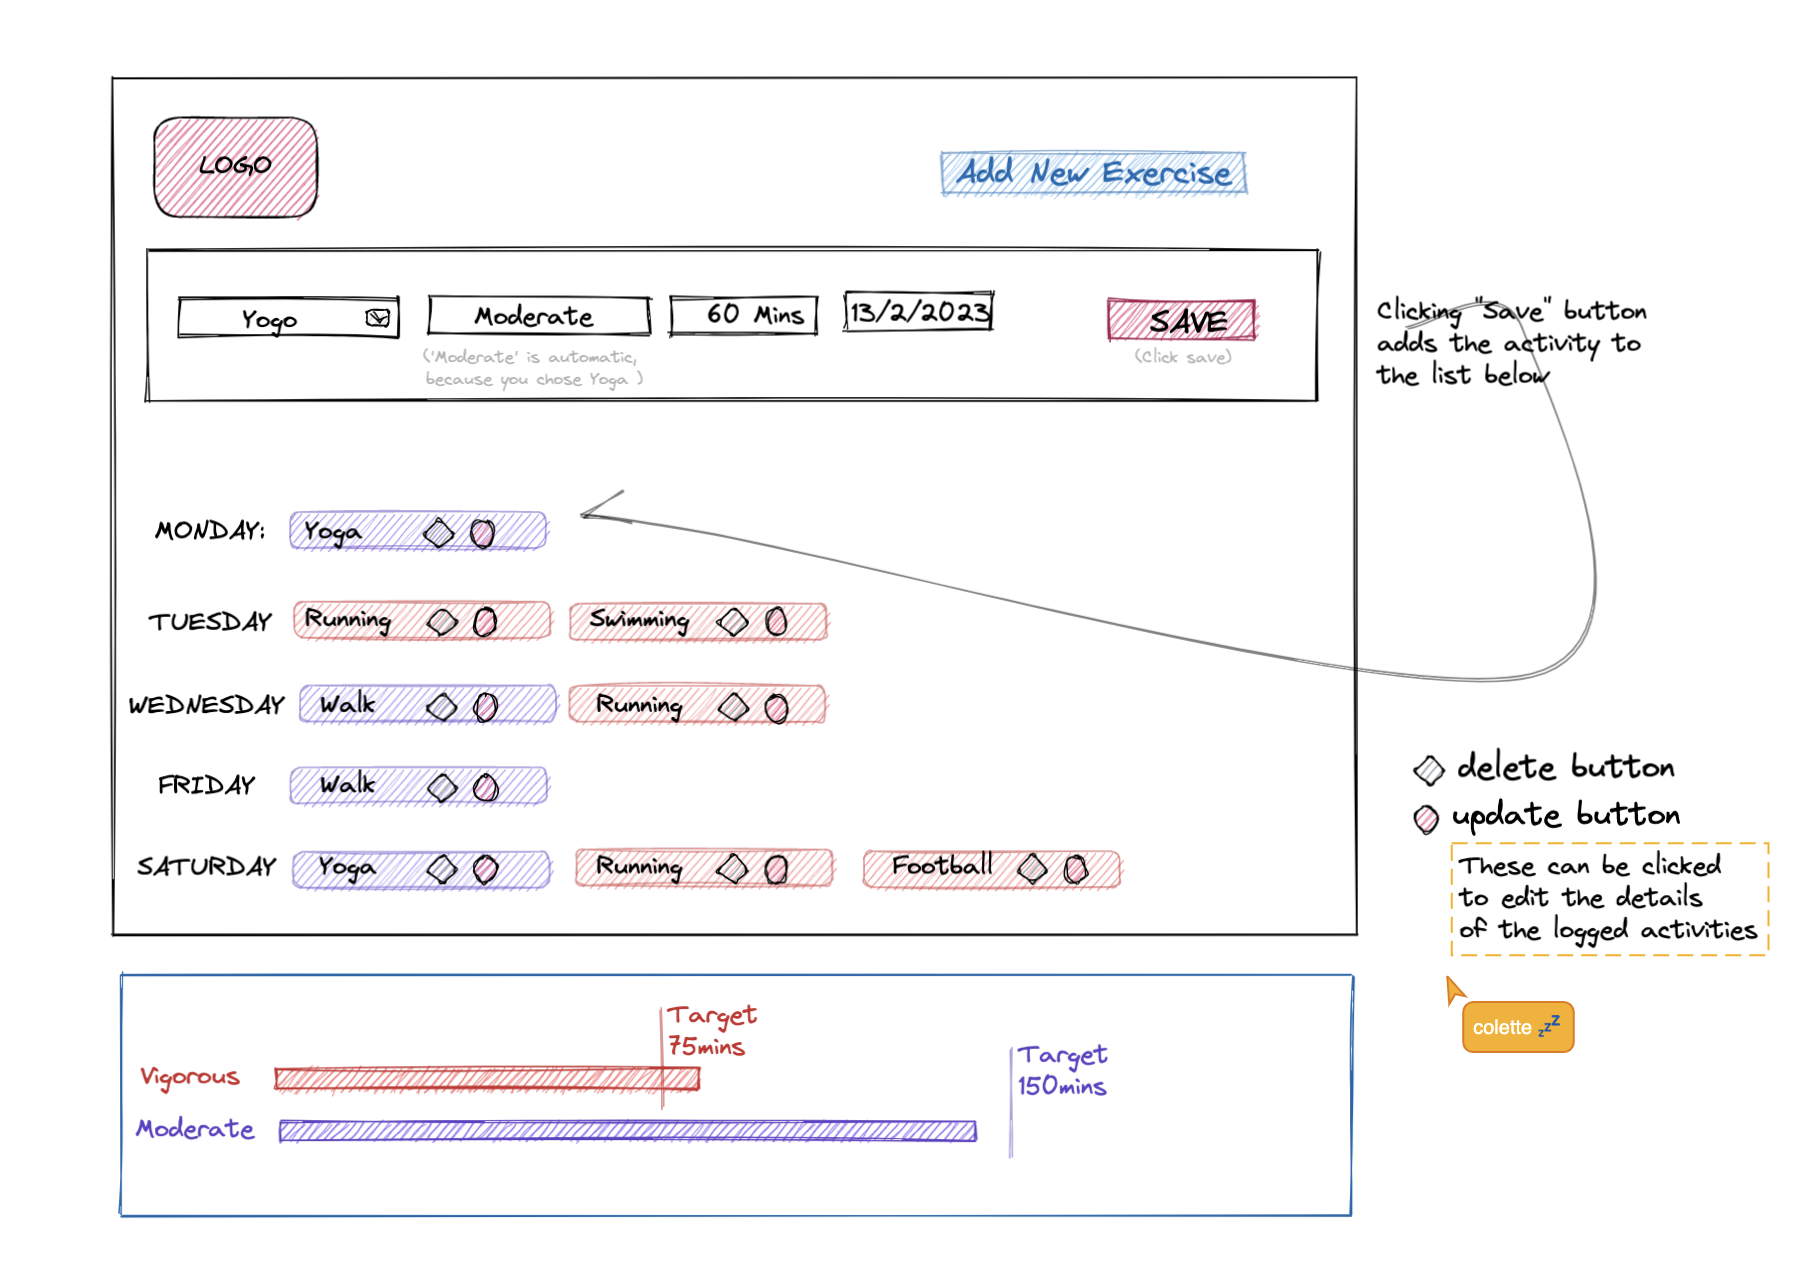 LOGO
Add New Exercise
Yogo
Moderate
60 Mins
13/2/2023
SAVE
('Moderate' is automatic,
because you chose Yoga )
(Click save)
Clicking "Save" button
adds the activity to
the list below
MONDAY:
Yoga
TUESDAY
Running
Swimming
WEDNESDAY
Walk
Running
FRIDAY
Walk
SATURDAY
Yoga
Running
Football
delete button
update button
These can be clicked
to edit the details
of the logged activities
colette 💤
Target
75mins
Target
150mins
Vigorous
Moderate